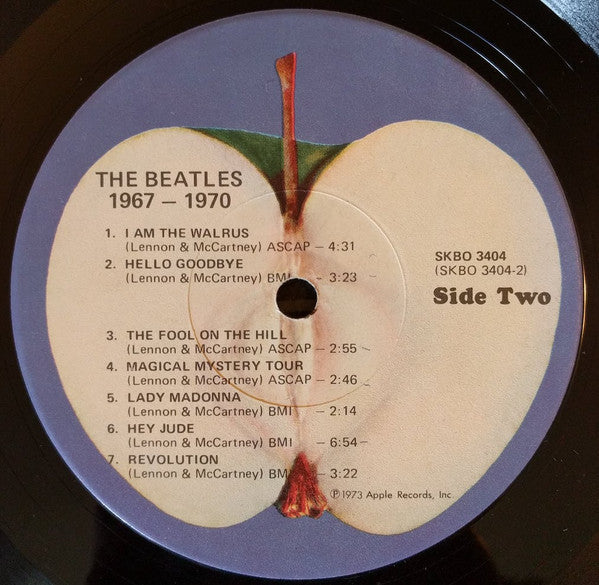 THE BEATLES
1967 – 1970
1. I AM THE WALRUS
(Lennon & McCartney) ASCAP – 4:31
2. HELLO GOODBYE
(Lennon & McCartney) BMI – 3:23
3. THE FOOL ON THE HILL
(Lennon & McCartney) ASCAP – 2:55
4. MAGICAL MYSTERY TOUR
(Lennon & McCartney) ASCAP – 2:46
5. LADY MADONNA
(Lennon & McCartney) BMI – 2:14
6. HEY JUDE
(Lennon & McCartney) BMI – 6:54
7. REVOLUTION
(Lennon & McCartney) BMI – 3:22
SKBO 3404
(SKBO 3404-2)
Side Two
℗ 1973 Apple Records, Inc.